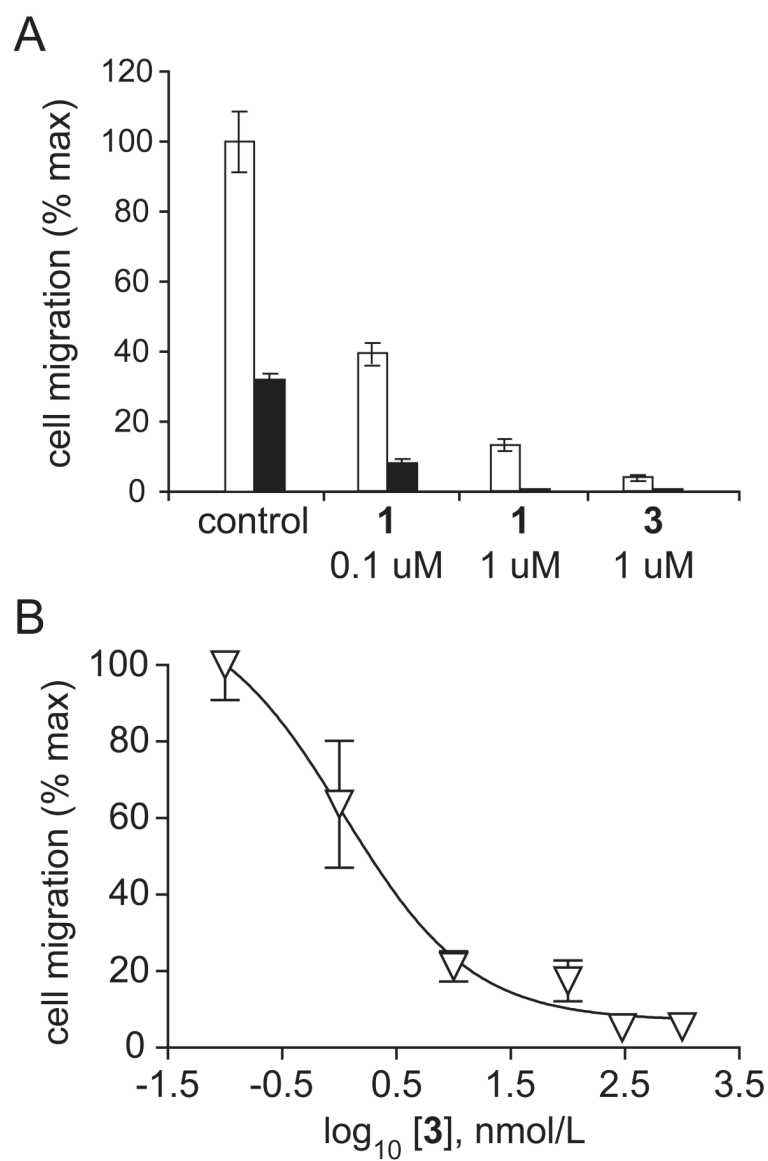 A
cell migration (% max)
120
100
80
60
40
20
0
control 1 1 3
0.1 uM 1 uM 1 uM
B
cell migration (% max)
100
80
60
40
20
0
-1.5 -0.5 0.5 1.5 2.5 3.5
log10 [3], nmol/L